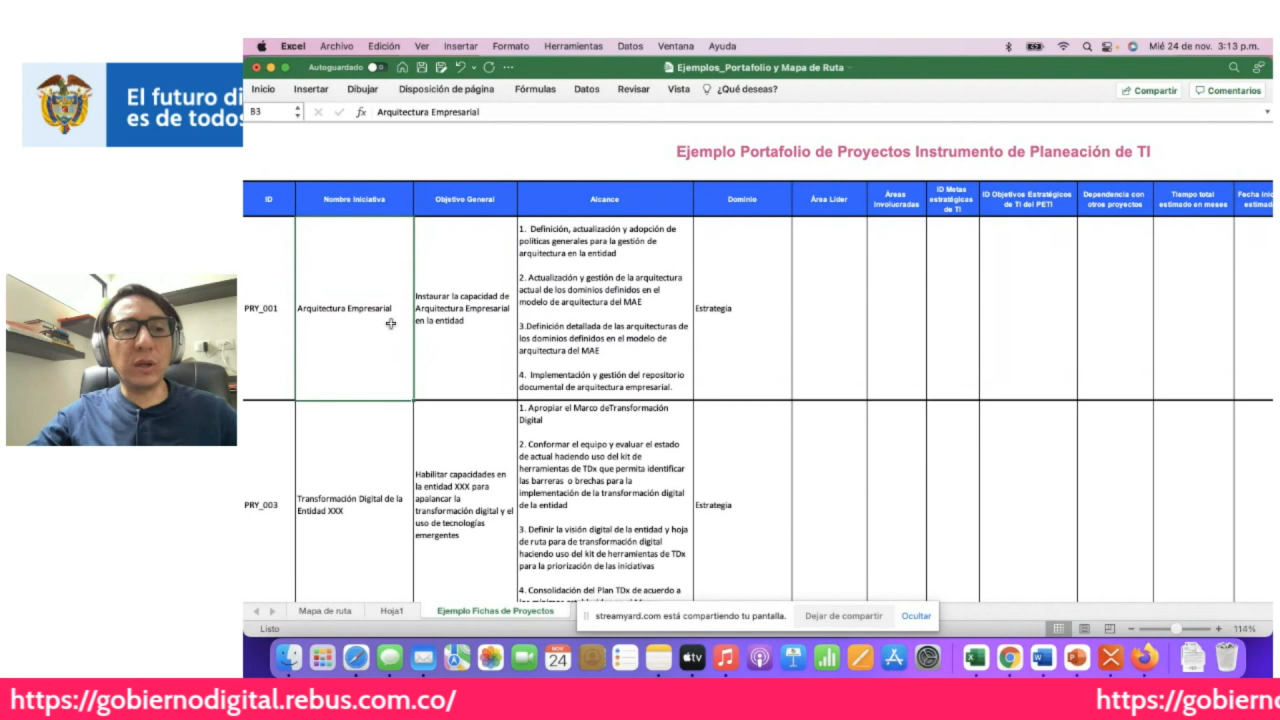 Excel Archivo Edición Ver Insertar Formato Herramientas Datos Ventana Ayuda Mié 24 de nov. 3:13 p.m.
Autoguardado Ejemplos_Portafolio y Mapa de Ruta
El futuro di
es de todos
Inicio Insertar Dibujar Disposición de página Fórmulas Datos Revisar Vista ¿Qué deseas? Compartir Comentarios
B3 fx Arquitectura Empresarial
Ejemplo Portafolio de Proyectos Instrumento de Planeación de TI
ID
Nombre Iniciativa
Objetivo General
Alcance
Dominio
Área Lider
Áreas
Involucradas
ID Metas
estratégicas
de TI
ID Objetivos Estratégicos
de TI del PETI
Dependencia con
otros proyectos
Tiempo total
estimado en meses
Fecha inic
estimad
PRY_001
Arquitectura Empresarial
Instaurar la capacidad de
Arquitectura Empresarial
en la entidad
1. Definición, actualización y adopción de
políticas generales para la gestión de
arquitectura en la entidad
2. Actualización y gestión de la arquitectura
actual de los dominios definidos en el
modelo de arquitectura del MAE
3.Definición detallada de las arquitecturas de
los dominios definidos en el modelo de
arquitectura del MAE
4. Implementación y gestión del repositorio
documental de arquitectura empresarial.
Estrategia
PRY_003
Transformación Digital de la
Entidad XXX
Habilitar capacidades en
la entidad XXX para
apalancar la
transformación digital y el
uso de tecnologías
emergentes
1. Apropiar el Marco deTransformación
Digital
2. Conformar el equipo y evaluar el estado
de actual haciendo uso del kit de
herramientas de TDx que permita identificar
las barreras o brechas para la
implementación de la transformación digital
de la entidad
3. Definir la visión digital de la entidad y hoja
de ruta para de transformación digital
haciendo uso del kit de herramientas de TDx
para la priorización de las iniciativas
4. Consolidación del Plan TDx de acuerdo a
Estrategia
Mapa de ruta Hoja1 Ejemplo Fichas de Proyectos
streamyard.com está compartiendo tu pantalla. Dejar de compartir Ocultar
Listo 114%
NOV
24
tv
https://gobiernodigital.rebus.com.co/ https://gobierno